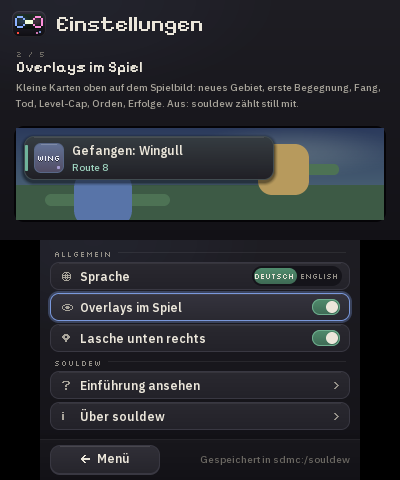 Einstellungen
2 / 5
Overlays im Spiel
Kleine Karten oben auf dem Spielbild: neues Gebiet, erste Begegnung, Fang,
Tod, Level-Cap, Orden, Erfolge. Aus: souldew zählt still mit.
WING
Gefangen: Wingull
Route 8
ALLGEMEIN
Sprache
DEUTSCH ENGLISH
Overlays im Spiel
Lasche unten rechts
SOULDEW
? Einführung ansehen
i Über souldew
← Menü
Gespeichert in sdmc:/souldew